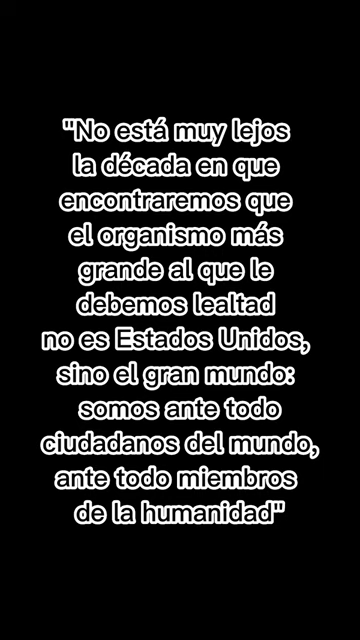 "No está muy lejos
la década en que
encontraremos que
el organismo más
grande al que le
debemos lealtad
no es Estados Unidos,
sino el gran mundo:
somos ante todo
ciudadanos del mundo,
ante todo miembros
de la humanidad"